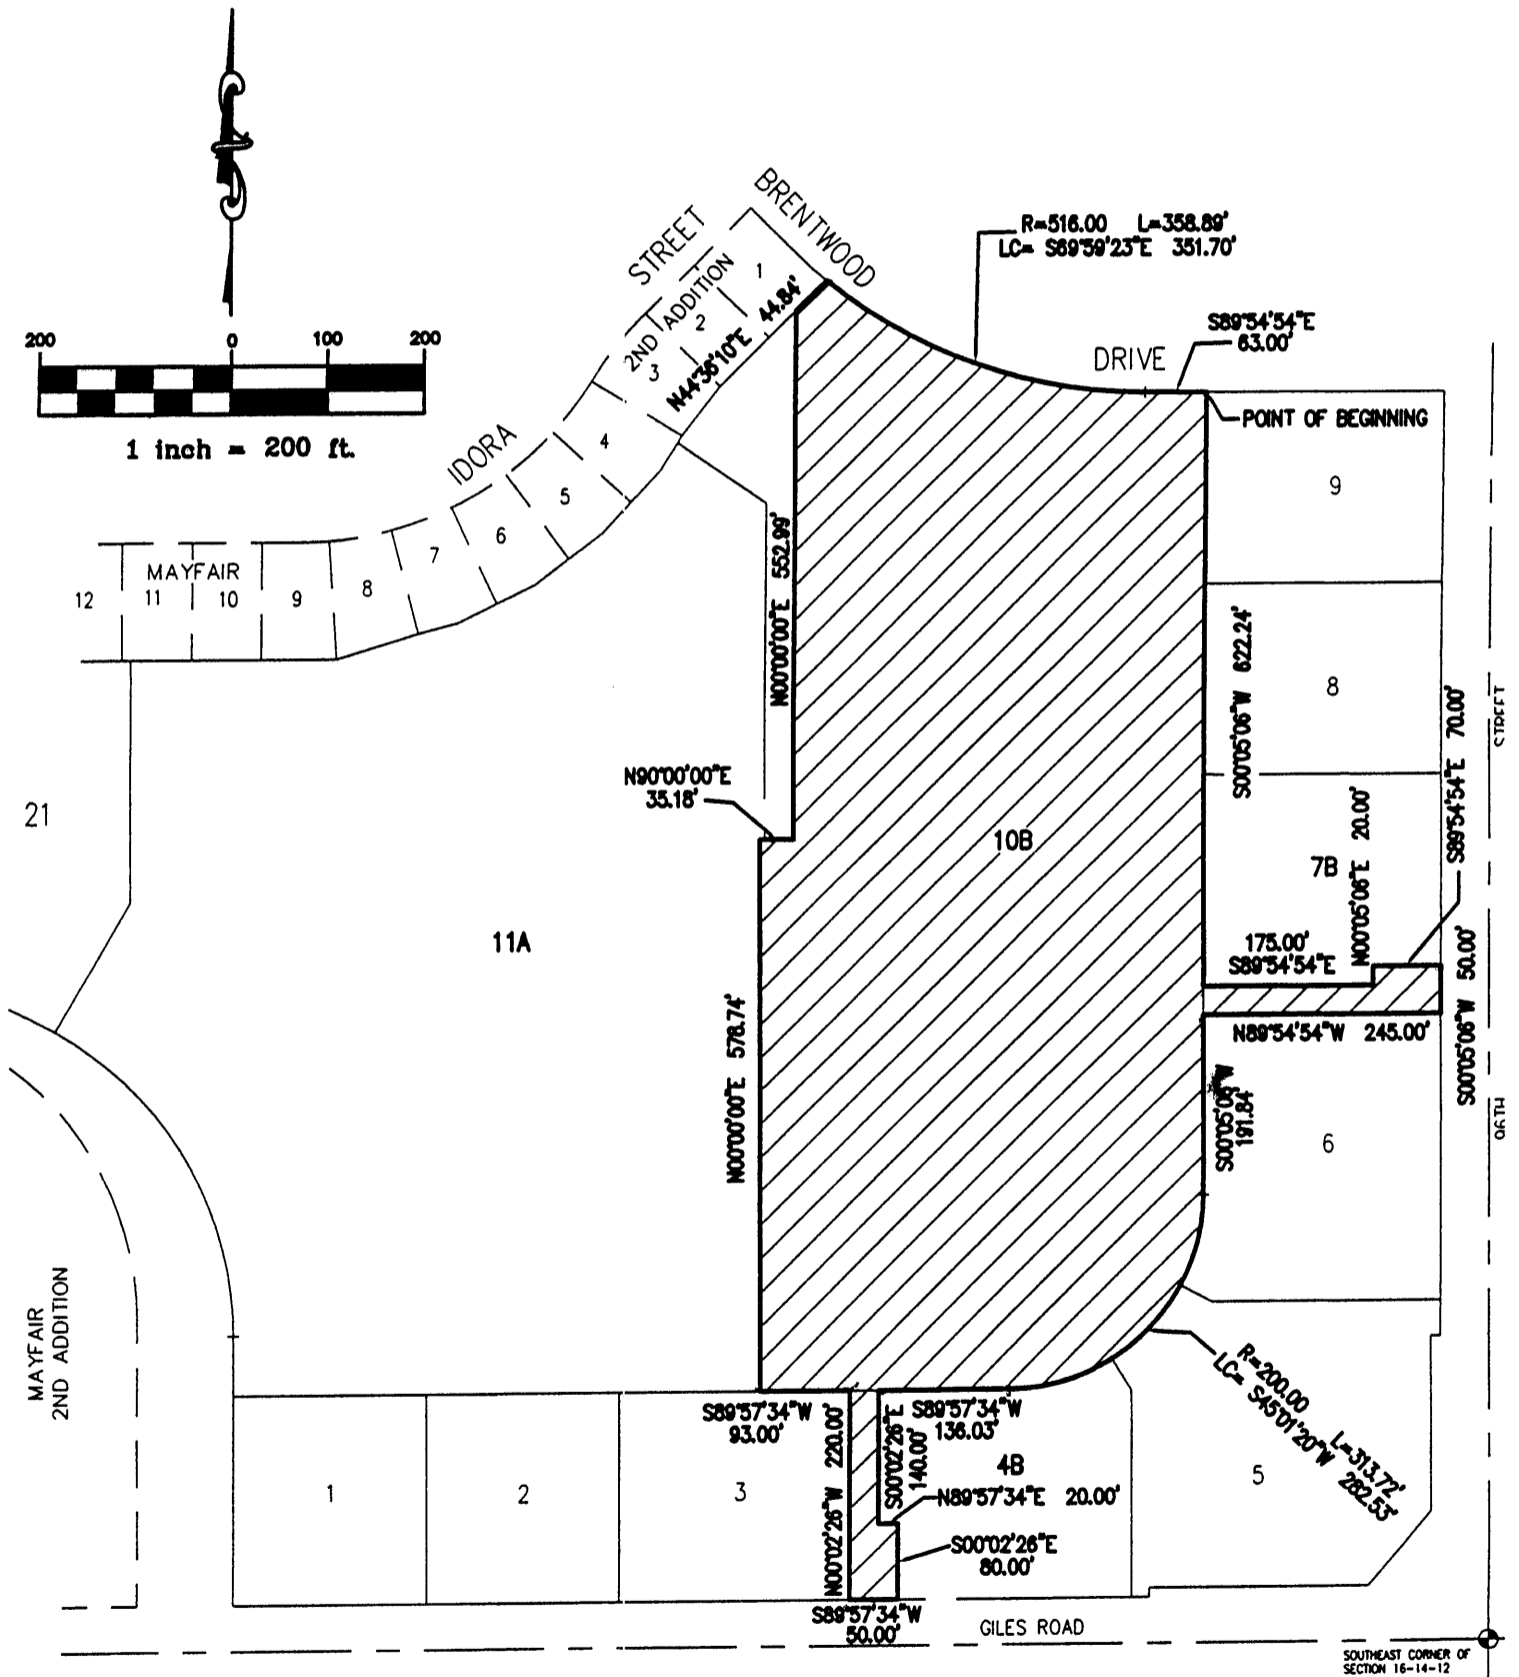 BRENTWOOD
STREET
R=516.00 L=358.89'
LC= S69°59'23"E 351.70'
1
2ND ADDITION
2
3
N44°36'10"E 44.84'
200 0 100 200
1 inch = 200 ft.
S89°54'54"E
63.00'
DRIVE
POINT OF BEGINNING
IDORA
4
5
6
7
8
9
10
11
12
MAYFAIR
9
N00°00'00"E 552.99'
S00°05'06"W 622.24'
8
S89°54'54"E 70.00'
STREET
N90°00'00"E
35.18'
21
10B
7B
N00°05'06"E 20.00'
11A
175.00'
S89°54'54"E
S00°05'06"W 50.00'
N89°54'54"W 245.00'
N00°00'00"E 578.74'
S00°05'06"W
191.84'
96TH
6
MAYFAIR
2ND ADDITION
R=200.00 L=313.72'
LC= S45°01'20"W 282.53'
S89°57'34"W
93.00'
N00°02'26"W 220.00'
S00°02'26"E
140.00'
S89°57'34"W
136.03'
4B
N89°57'34"E 20.00'
1
2
3
5
S00°02'26"E
80.00'
S89°57'34"W
50.00'
GILES ROAD
SOUTHEAST CORNER OF
SECTION 16-14-12